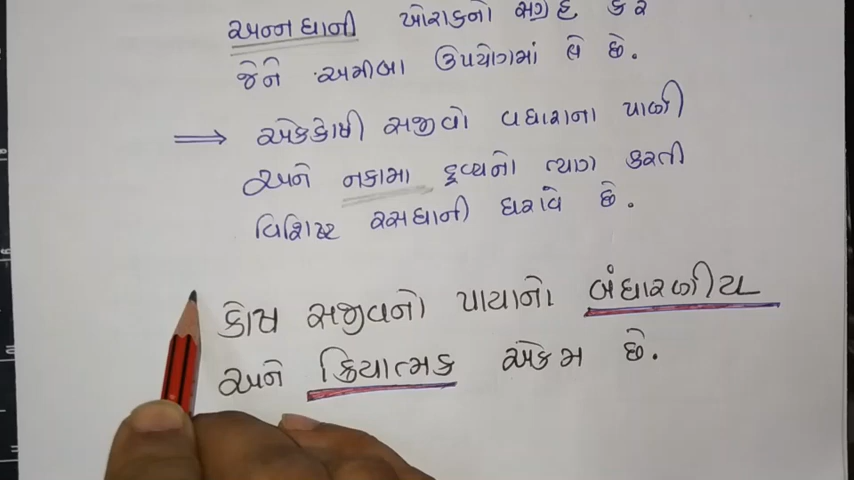 અન્નધાની ખોરાકનો સંગ્રહ કરે
જેને અમીબા ઉપયોગમાં લે છે.
⟹ એકકોષી સજીવો વધારાના પાણી
અને નકામા દ્રવ્યનો ત્યાગ કરતી
વિશિષ્ટ રસધાની ધરાવે છે.
કોષ સજીવનો પાયાનો બંધારણીય
અને ક્રિયાત્મક એકમ છે.